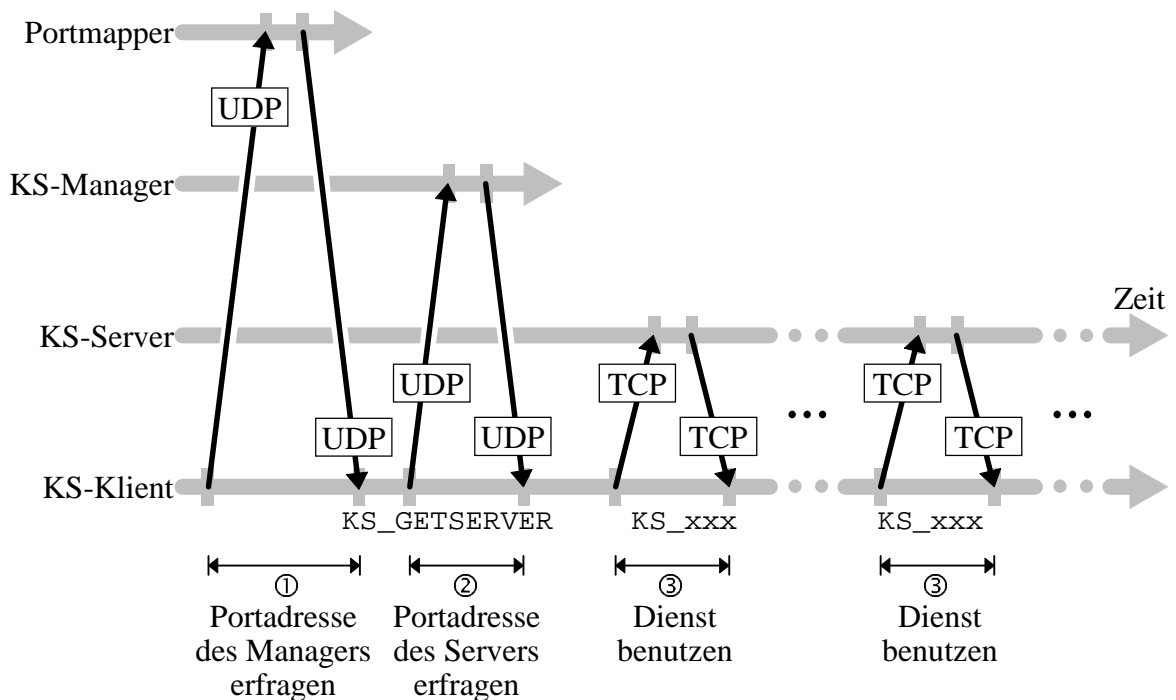 Portmapper
UDP
KS-Manager
Zeit
KS-Server
UDP
TCP
TCP
...
...
UDP
UDP
TCP
TCP
KS-Klient
KS_GETSERVER
KS_xxx
KS_xxx
①
②
③
③
Portadresse
des Managers
erfragen
Portadresse
des Servers
erfragen
Dienst
benutzen
Dienst
benutzen